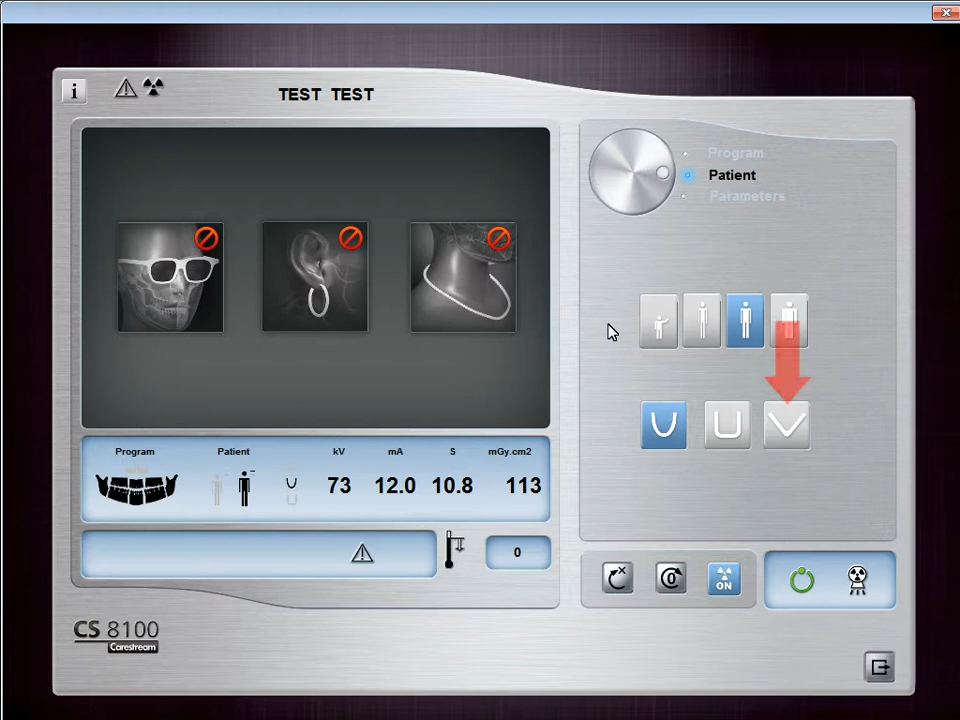 i
TEST TEST
Program
Patient
Parameters
Program Patient kV mA S mGy.cm2
73 12.0 10.8 113
0
0
ON
CS 8100
Carestream